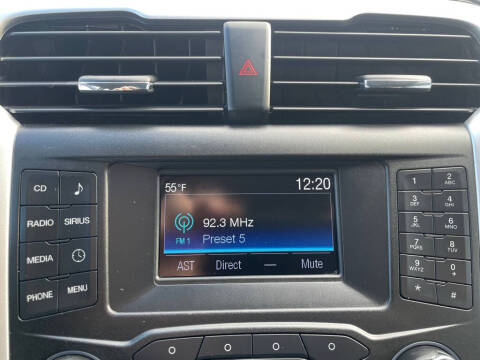 55°F 12:20
92.3 MHz
FM 1 Preset 5
AST Direct — Mute
CD
RADIO SIRIUS
MEDIA
PHONE MENU
1 2 ABC
3 DEF 4 GHI
5 JKL 6 MNO
7 PQR 8 TUV
9 WXYZ 0 +
* #